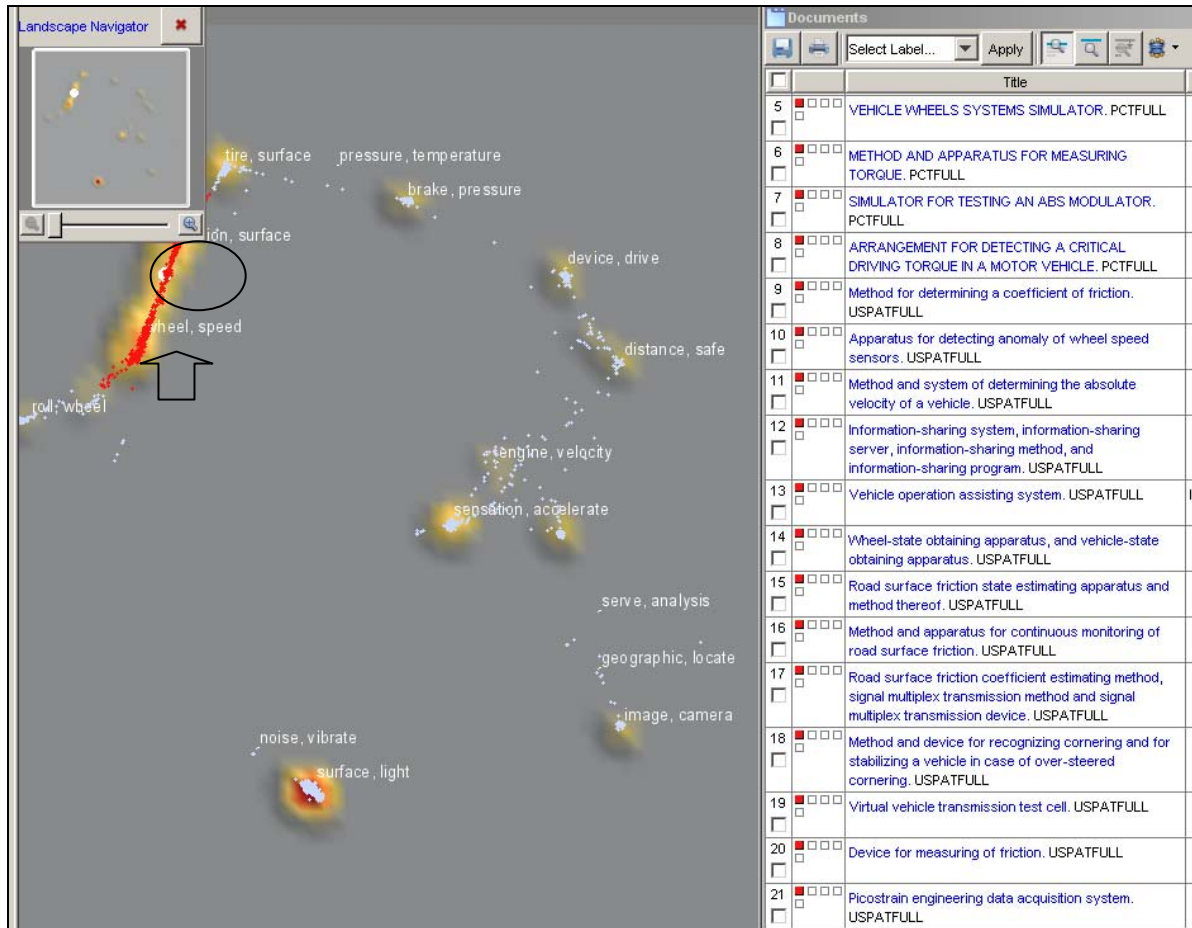 Landscape Navigator
tire, surface
pressure, temperature
brake, pressure
ion, surface
device, drive
wheel, speed
distance, safe
roll, wheel
engine, velocity
sensation, accelerate
serve, analysis
geographic, locate
image, camera
noise, vibrate
surface, light
Documents
Select Label...
Apply
Title
5
VEHICLE WHEELS SYSTEMS SIMULATOR. PCTFULL
6
METHOD AND APPARATUS FOR MEASURING
TORQUE. PCTFULL
7
SIMULATOR FOR TESTING AN ABS MODULATOR.
PCTFULL
8
ARRANGEMENT FOR DETECTING A CRITICAL
DRIVING TORQUE IN A MOTOR VEHICLE. PCTFULL
9
Method for determining a coefficient of friction.
USPATFULL
10
Apparatus for detecting anomaly of wheel speed
sensors. USPATFULL
11
Method and system of determining the absolute
velocity of a vehicle. USPATFULL
12
Information-sharing system, information-sharing
server, information-sharing method, and
information-sharing program. USPATFULL
13
Vehicle operation assisting system. USPATFULL
14
Wheel-state obtaining apparatus, and vehicle-state
obtaining apparatus. USPATFULL
15
Road surface friction state estimating apparatus and
method thereof. USPATFULL
16
Method and apparatus for continuous monitoring of
road surface friction. USPATFULL
17
Road surface friction coefficient estimating method,
signal multiplex transmission method and signal
multiplex transmission device. USPATFULL
18
Method and device for recognizing cornering and for
stabilizing a vehicle in case of over-steered
cornering. USPATFULL
19
Virtual vehicle transmission test cell. USPATFULL
20
Device for measuring of friction. USPATFULL
21
Picostrain engineering data acquisition system.
USPATFULL